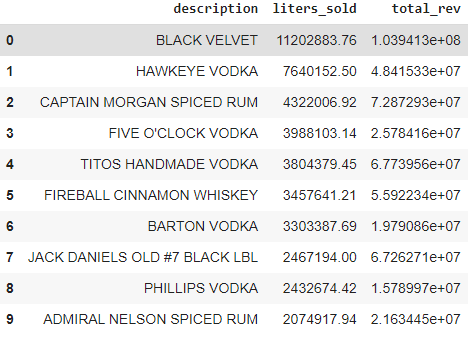 description liters_sold total_rev
0 BLACK VELVET 11202883.76 1.039413e+08
1 HAWKEYE VODKA 7640152.50 4.841533e+07
2 CAPTAIN MORGAN SPICED RUM 4322006.92 7.287293e+07
3 FIVE O'CLOCK VODKA 3988103.14 2.578416e+07
4 TITOS HANDMADE VODKA 3804379.45 6.773956e+07
5 FIREBALL CINNAMON WHISKEY 3457641.21 5.592234e+07
6 BARTON VODKA 3303387.69 1.979086e+07
7 JACK DANIELS OLD #7 BLACK LBL 2467194.00 6.726271e+07
8 PHILLIPS VODKA 2432674.42 1.578997e+07
9 ADMIRAL NELSON SPICED RUM 2074917.94 2.163445e+07